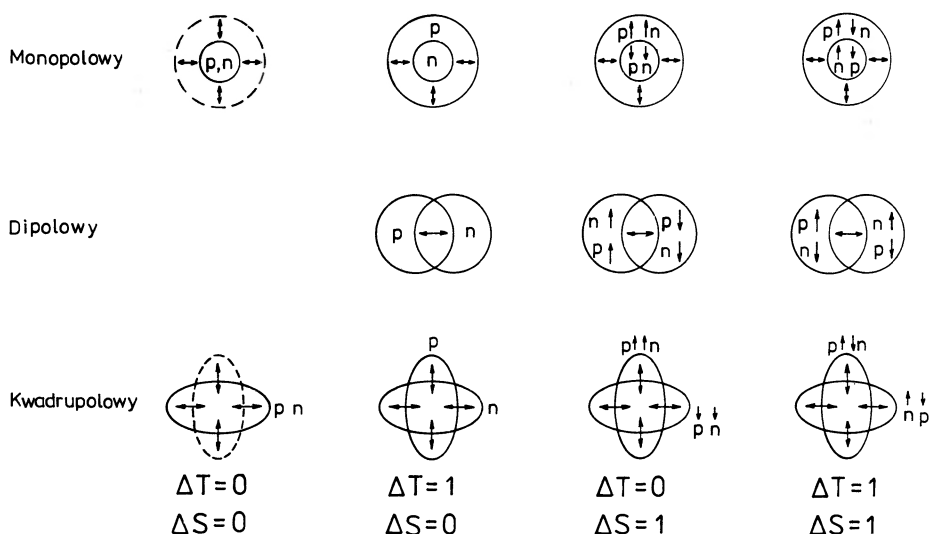 Monopolowy
p,n
p
n
p↑ ↑n
↓ ↓
p n
p↑ ↓n
↑ ↓
n p
Dipolowy
p
n
n ↑
p ↑
p ↓
n ↓
p ↑
n ↓
n ↑
p ↓
Kwadrupolowy
p n
p
n
p↑↑n
↓ ↓
p n
p↑↓n
↑ ↓
n p
ΔT=0
ΔT=1
ΔT=0
ΔT=1
ΔS=0
ΔS=0
ΔS=1
ΔS=1